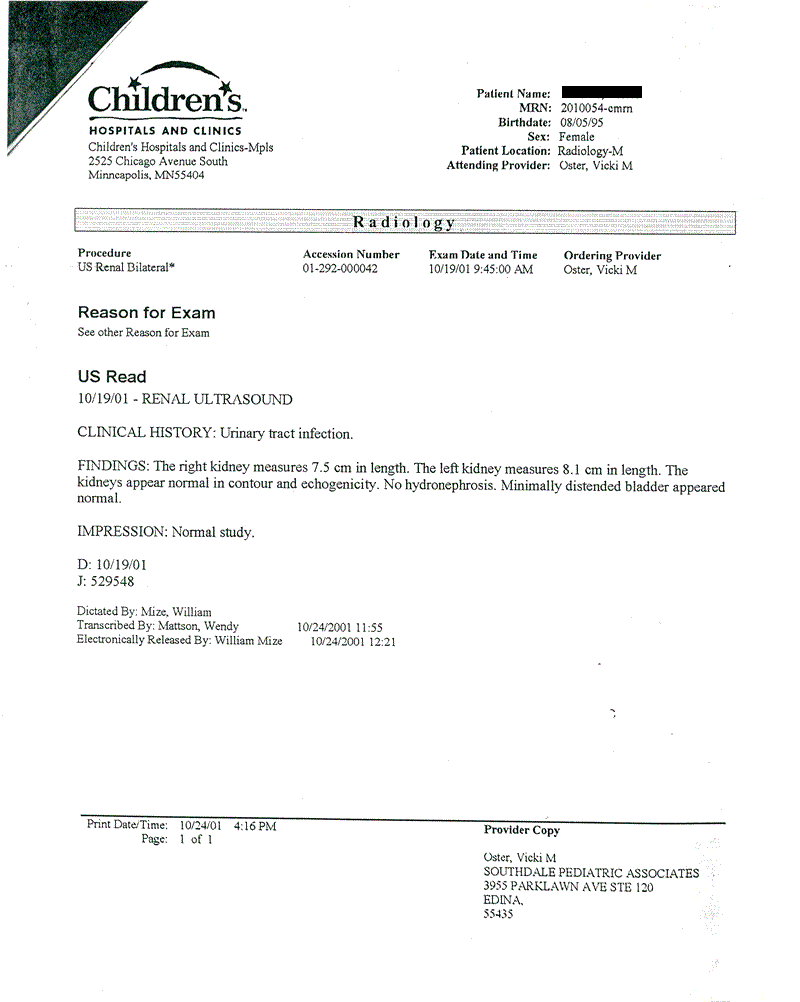 Children's
HOSPITALS AND CLINICS
Children's Hospitals and Clinics-Mpls
2525 Chicago Avenue South
Minneapolis, MN55404
Patient Name:
MRN: 2010054-cmm
Birthdate: 08/05/95
Sex: Female
Patient Location: Radiology-M
Attending Provider: Oster, Vicki M
Radiology
Procedure Accession Number Exam Date and Time Ordering Provider
US Renal Bilateral* 01-292-000042 10/19/01 9:45:00 AM Oster, Vicki M
Reason for Exam
See other Reason for Exam
US Read
10/19/01 - RENAL ULTRASOUND
CLINICAL HISTORY: Urinary tract infection.
FINDINGS: The right kidney measures 7.5 cm in length. The left kidney measures 8.1 cm in length. The
kidneys appear normal in contour and echogenicity. No hydronephrosis. Minimally distended bladder appeared
normal.
IMPRESSION: Normal study.
D: 10/19/01
J: 529548
Dictated By: Mize, William
Transcribed By: Mattson, Wendy 10/24/2001 11:55
Electronically Released By: William Mize 10/24/2001 12:21
Print Date/Time: 10/24/01 4:16 PM
Page: 1 of 1
Provider Copy
Oster, Vicki M
SOUTHDALE PEDIATRIC ASSOCIATES
3955 PARKLAWN AVE STE 120
EDINA,
55435